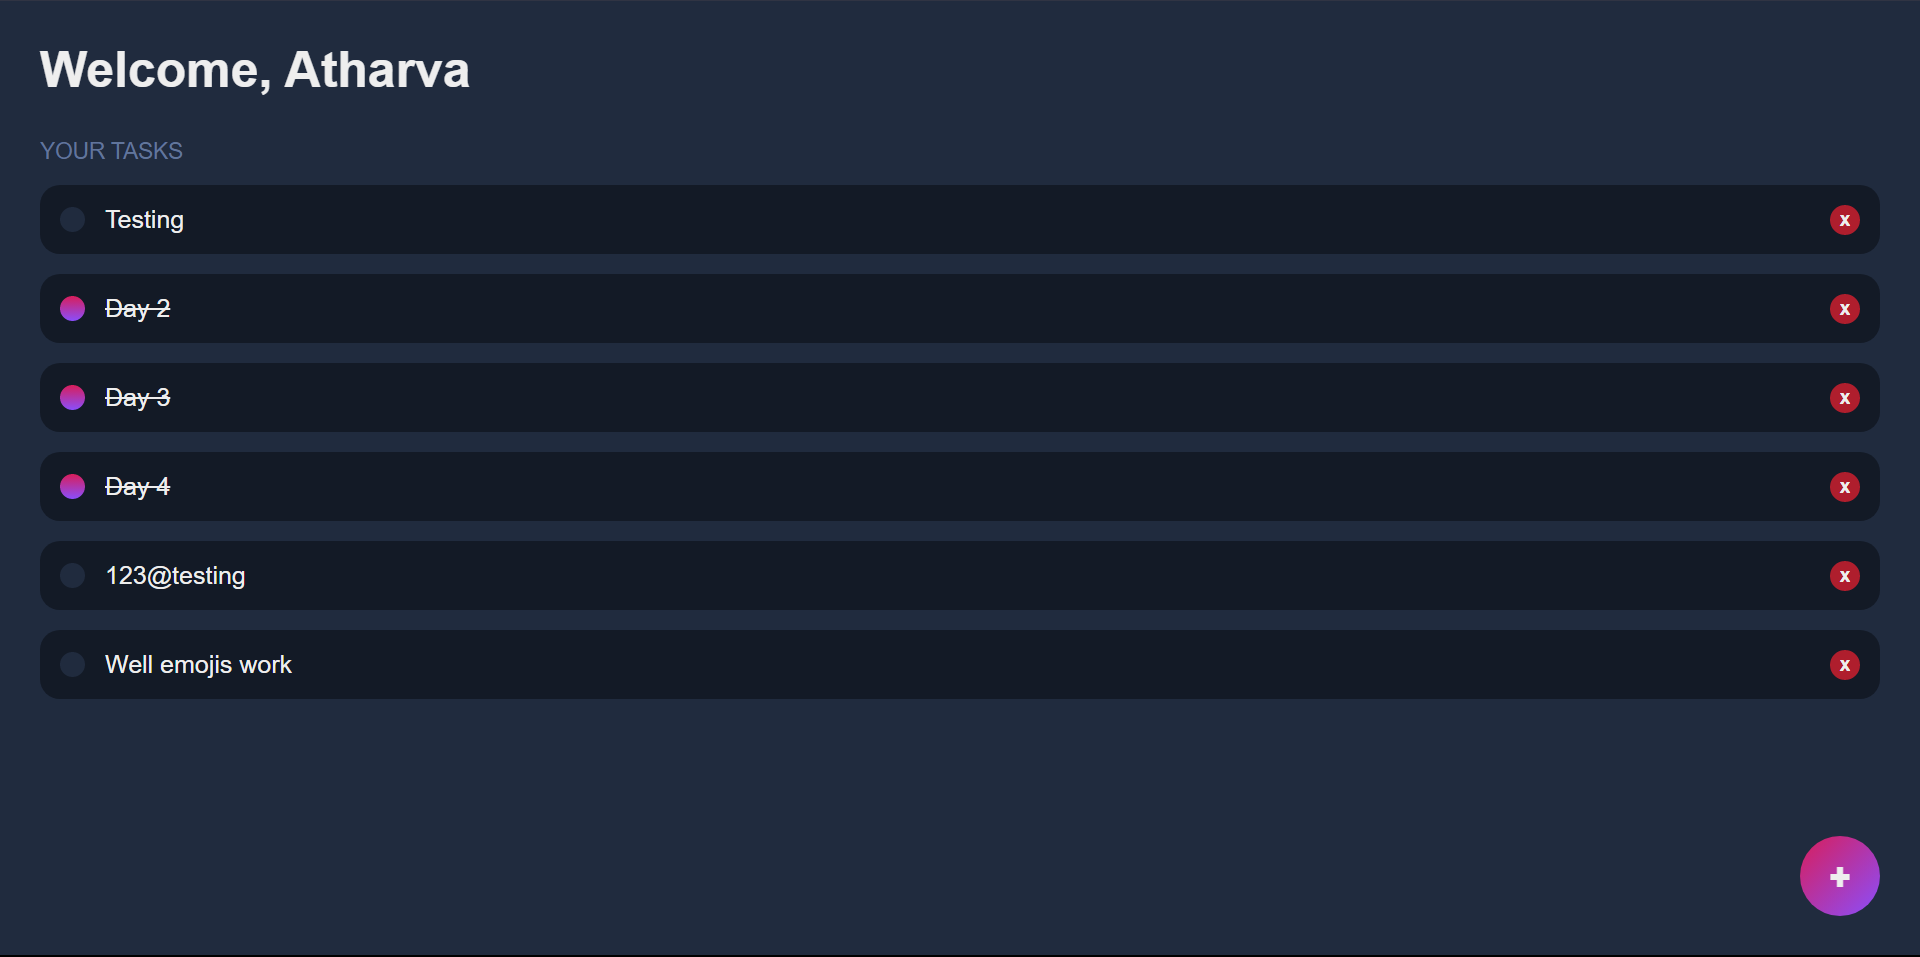 Welcome, Atharva
YOUR TASKS
Testing
x
Day 2
x
Day 3
x
Day 4
x
123@testing
x
Well emojis work
x
+